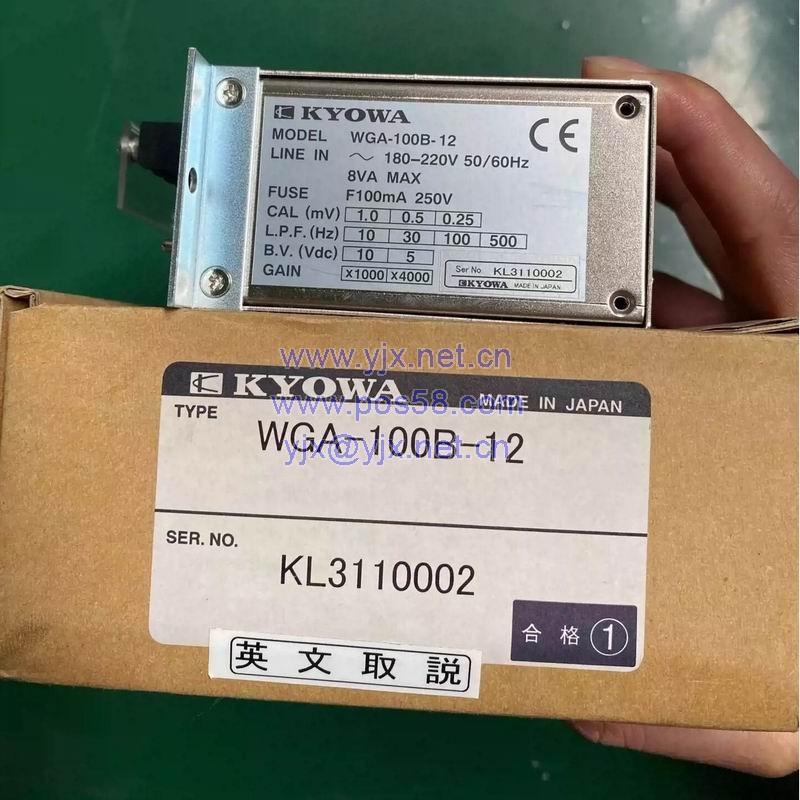 KYOWA
MODEL WGA-100B-12
LINE IN ～ 180-220V 50/60Hz
8VA MAX
FUSE F100mA 250V
CAL (mV) 1.0 0.5 0.25
L.P.F. (Hz) 10 30 100 500
B.V. (Vdc) 10 5
GAIN X1000 X4000
CE
Ser No. KL3110002
KYOWA MADE IN JAPAN
www.yjx.net.cn
KYOWA MADE IN JAPAN
www.pos58.com
TYPE
WGA-100B-12
yjx@yjx.net.cn
SER. NO.
KL3110002
合格 1
英文取説